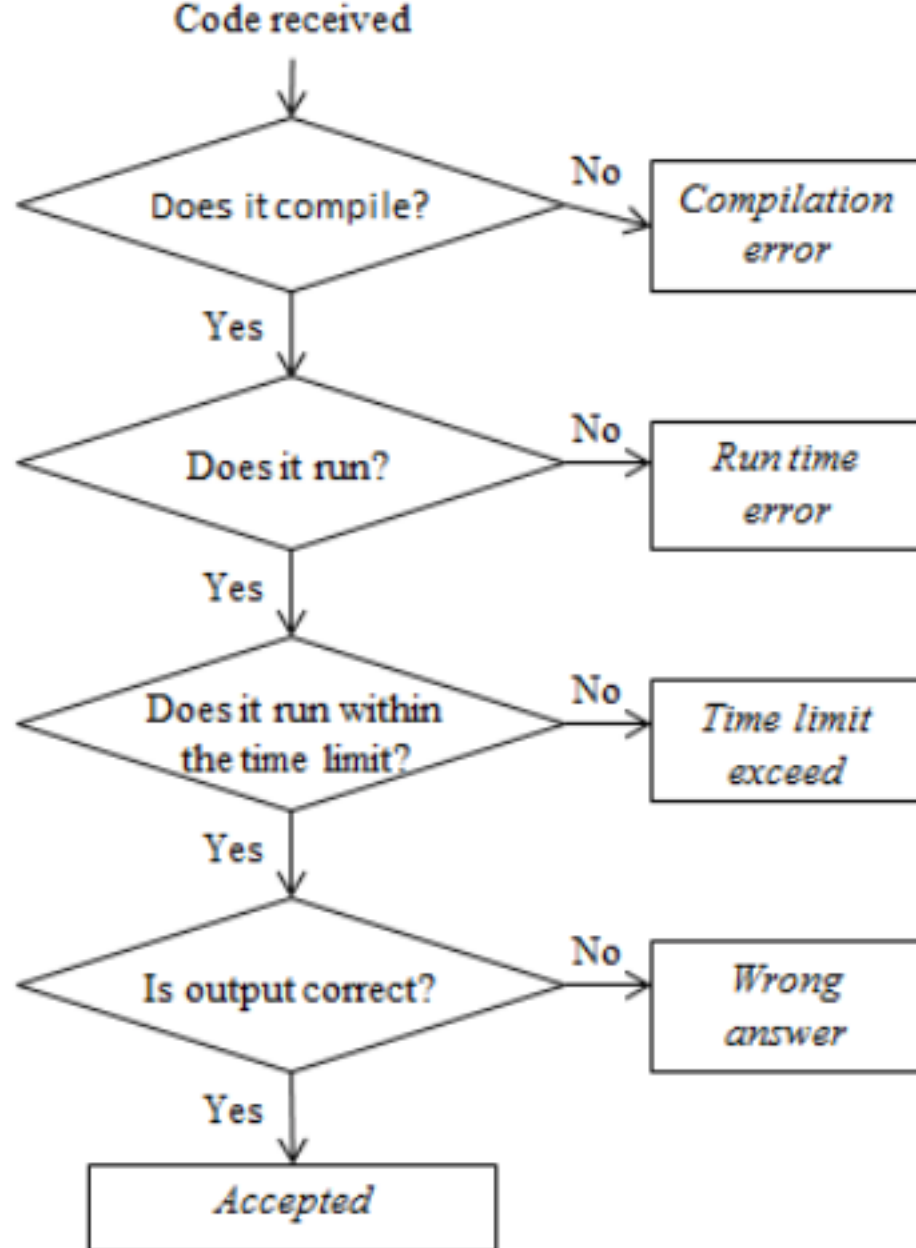 Code received
Does it compile?
No
Compilation
error
Yes
Does it run?
No
Run time
error
Yes
Does it run within
the time limit?
No
Time limit
exceed
Yes
Is output correct?
No
Wrong
answer
Yes
Accepted